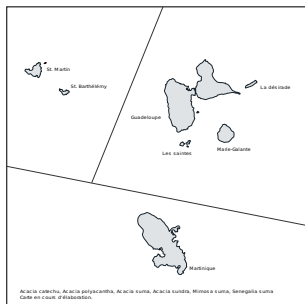 St. Martin
St. Barthélémy
La désirade
Guadeloupe
Marie-Galante
Les saintes
Martinique
Acacia catechu, Acacia polyacantha, Acacia suma, Acacia sundra, Mimosa suma, Senegalia suma
Carte en cours d'élaboration.